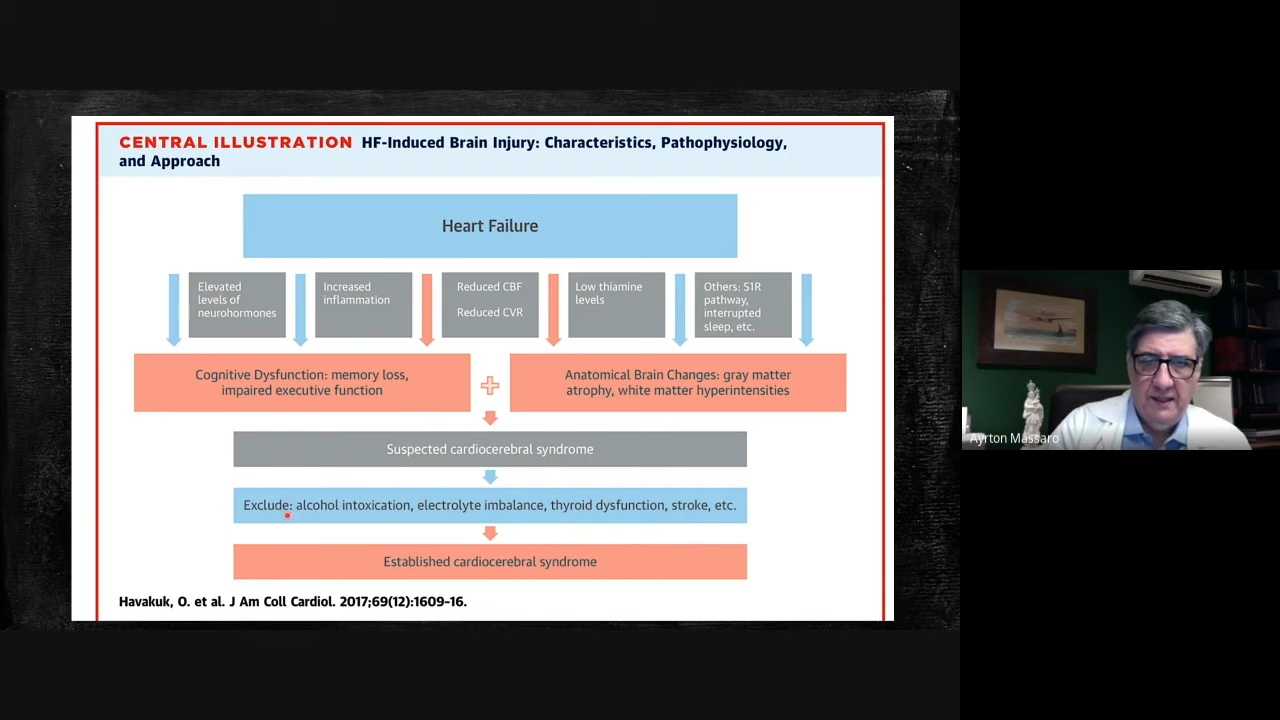 CENTRAL ILLUSTRATION HF-Induced Brain Injury: Characteristics, Pathophysiology,
and Approach
Heart Failure
Elevated
levels of
neurohormones
Increased
inflammation
Reduced CBF
Reduced CVR
Low thiamine
levels
Others: S1R
pathway,
interrupted
sleep, etc.
Cognitive Dysfunction: memory loss,
impaired executive function
Anatomical Brain Changes: gray matter
atrophy, white matter hyperintensities
Suspected cardiocerebral syndrome
Exclude: alcohol intoxication, electrolyte imbalance, thyroid dysfunction, stroke, etc.
Established cardiocerebral syndrome
Havakuk, O. et al. J Am Coll Cardiol. 2017;69(12):1609-16.
Ayrton Massaro